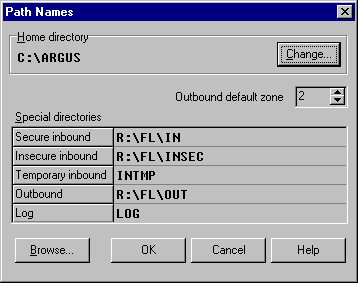 Path Names
Home directory
C:\ARGUS
Change...
Outbound default zone 2
Special directories
Secure inbound R:\FL\IN
Insecure inbound R:\FL\INSEC
Temporary inbound INTMP
Outbound R:\FL\OUT
Log LOG
Browse... OK Cancel Help